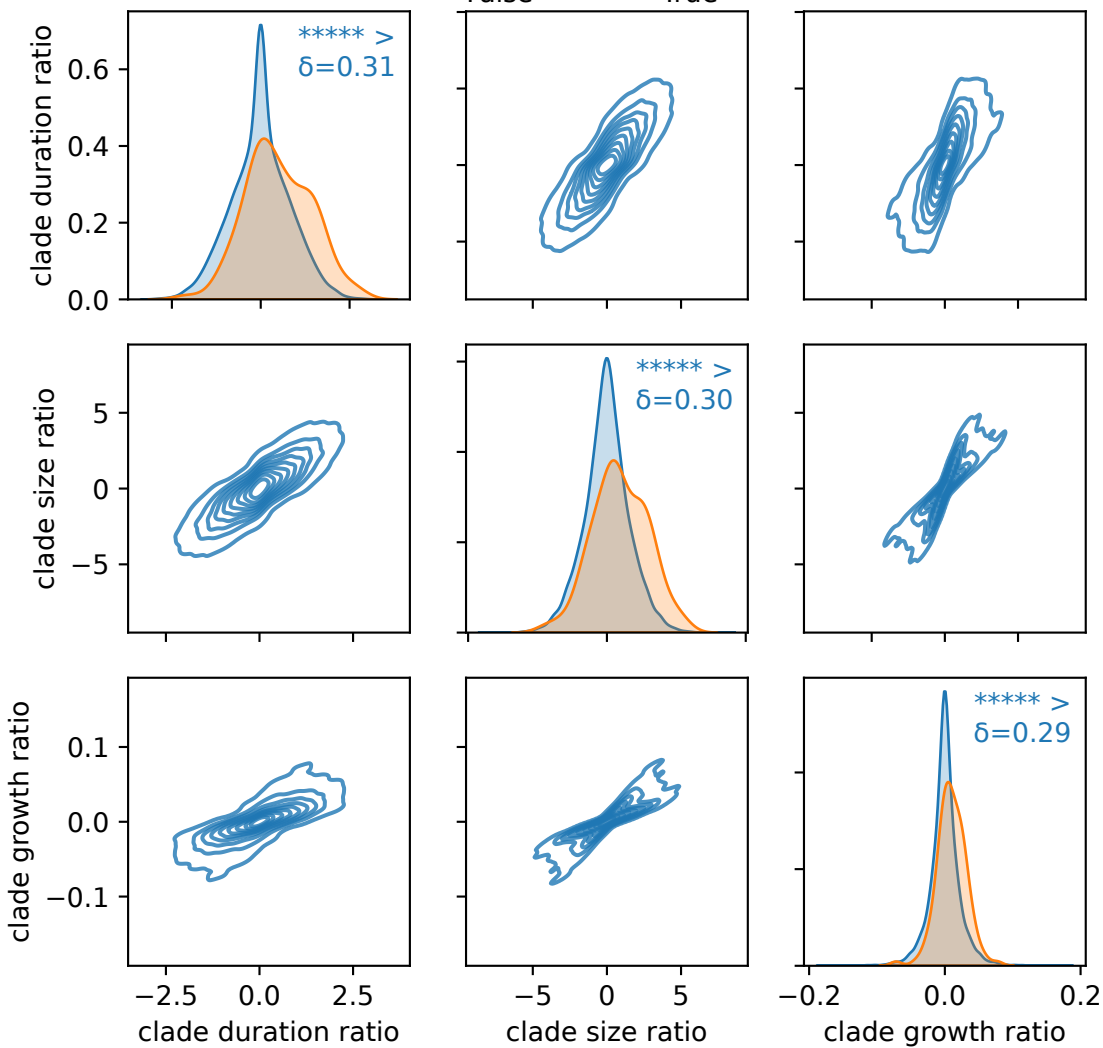 clade duration ratio
0.6
0.4
0.2
0.0
***** >
δ=0.31
clade size ratio
5
0
−5
***** >
δ=0.30
clade growth ratio
0.1
0.0
−0.1
***** >
δ=0.29
−2.5 0.0 2.5
clade duration ratio
−5 0 5
clade size ratio
−0.2 0.0 0.2
clade growth ratio